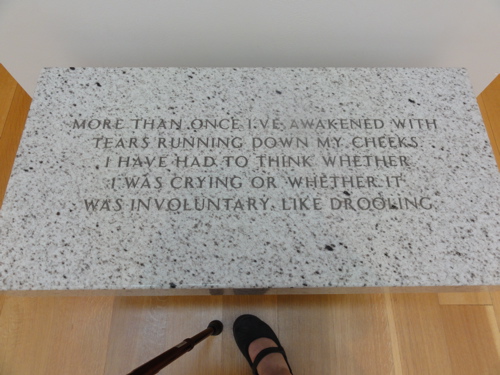 MORE THAN ONCE I'VE AWAKENED WITH
TEARS RUNNING DOWN MY CHEEKS.
I HAVE HAD TO THINK WHETHER
I WAS CRYING OR WHETHER IT
WAS INVOLUNTARY, LIKE DROOLING.